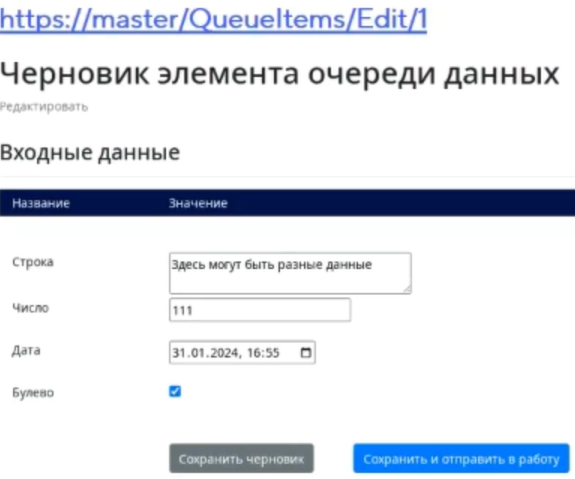 https://master/QueueItems/Edit/1
Черновик элемента очереди данных
Редактировать
Входные данные
Название Значение
Строка Здесь могут быть разные данные
Число 111
Дата 31.01.2024, 16:55
Булево
Сохранить черновик Сохранить и отправить в работу